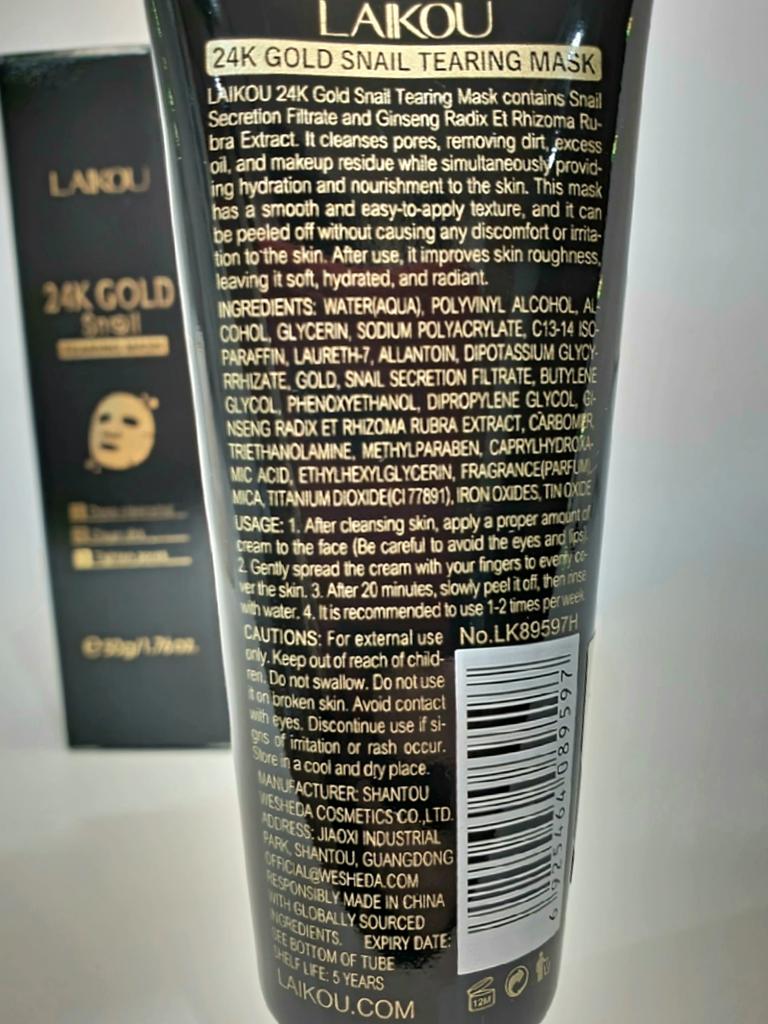 LAIKOU
24K GOLD SNAIL TEARING MASK
LAIKOU 24K Gold Snail Tearing Mask contains Snail
Secretion Filtrate and Ginseng Radix Et Rhizoma Ru-
bra Extract. It cleanses pores, removing dirt, excess
oil, and makeup residue while simultaneously provid-
ing hydration and nourishment to the skin. This mask
has a smooth and easy-to-apply texture, and it can
be peeled off without causing any discomfort or irrita-
tion to the skin. After use, it improves skin roughness,
leaving it soft, hydrated, and radiant.
INGREDIENTS: WATER(AQUA), POLYVINYL ALCOHOL, AL-
COHOL, GLYCERIN, SODIUM POLYACRYLATE, C13-14 ISO-
PARAFFIN, LAURETH-7, ALLANTOIN, DIPOTASSIUM GLYCY-
RRHIZATE, GOLD, SNAIL SECRETION FILTRATE, BUTYLENE
GLYCOL, PHENOXYETHANOL, DIPROPYLENE GLYCOL, GI-
NSENG RADIX ET RHIZOMA RUBRA EXTRACT, CARBOMER,
TRIETHANOLAMINE, METHYLPARABEN, CAPRYLHYDROXA-
MIC ACID, ETHYLHEXYLGLYCERIN, FRAGRANCE(PARFUM),
MICA, TITANIUM DIOXIDE(CI 77891), IRON OXIDES, TIN OXIDE
USAGE: 1. After cleansing skin, apply a proper amount of
cream to the face (Be careful to avoid the eyes and lips).
2. Gently spread the cream with your fingers to evenly co-
ver the skin. 3. After 20 minutes, slowly peel it off, then rinse
with water. 4. It is recommended to use 1-2 times per week.
CAUTIONS: For external use
only. Keep out of reach of child-
ren. Do not swallow. Do not use
it on broken skin. Avoid contact
with eyes. Discontinue use if si-
gns of irritation or rash occur.
Store in a cool and dry place.
No.LK89597H
6 925464 089597
MANUFACTURER: SHANTOU
WESHEDA COSMETICS CO.,LTD.
ADDRESS: JIAOXI INDUSTRIAL
PARK, SHANTOU, GUANGDONG
OFFICIAL@WESHEDA.COM
RESPONSIBLY MADE IN CHINA
WITH GLOBALLY SOURCED
INGREDIENTS. EXPIRY DATE:
SEE BOTTOM OF TUBE
SHELF LIFE: 5 YEARS
LAIKOU.COM
12M
LAIKOU
24K GOLD
Snail
50g/1.76oz.